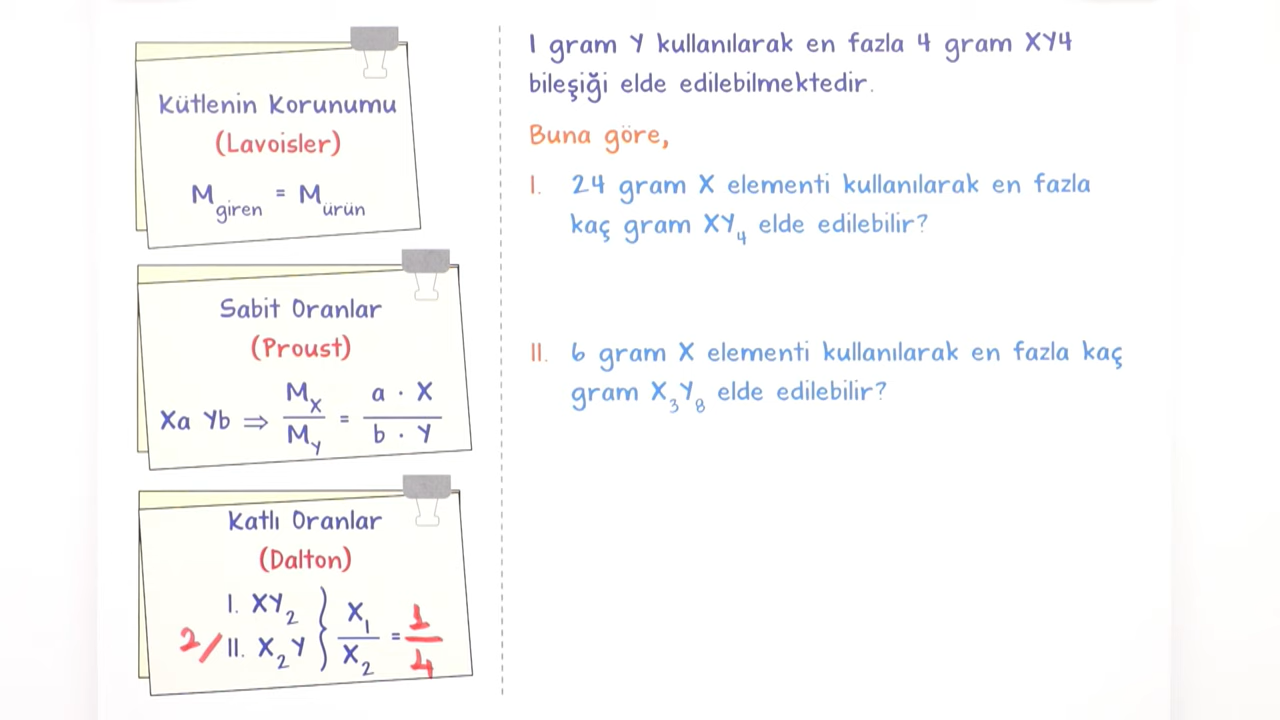 Kütlenin Korunumu
(Lavoisler)
M giren = M ürün
Sabit Oranlar
(Proust)
Xa Yb ⇒ MX / MY = a . X / b . Y
Katlı Oranlar
(Dalton)
I. XY2
2/ II. X2Y
X1 / X2 = 1 / 4
1 gram Y kullanılarak en fazla 4 gram XY4
bileşiği elde edilebilmektedir.
Buna göre,
I. 24 gram X elementi kullanılarak en fazla
kaç gram XY4 elde edilebilir?
II. 6 gram X elementi kullanılarak en fazla kaç
gram X3Y8 elde edilebilir?